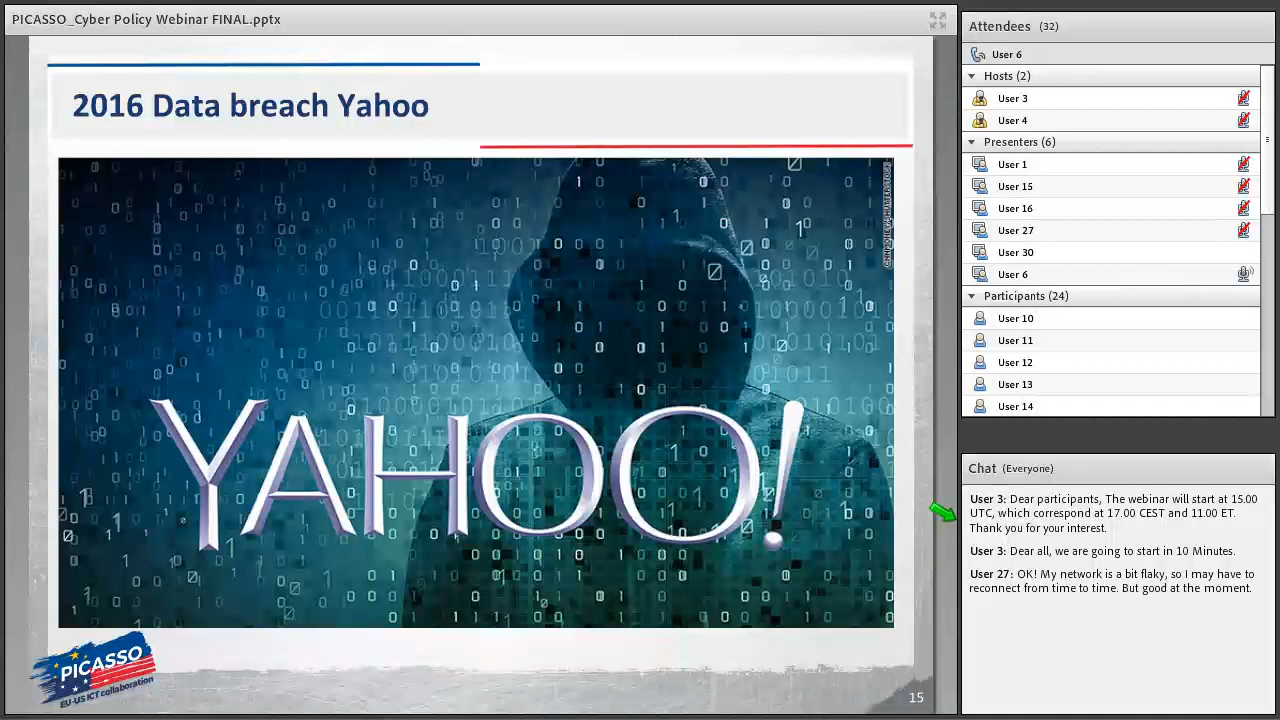 PICASSO_Cyber Policy Webinar FINAL.pptx
2016 Data breach Yahoo
YAHOO!
PICASSO
EU-US ICT collaboration
15
Attendees (32)
User 6
Hosts (2)
User 3
User 4
Presenters (6)
User 1
User 15
User 16
User 27
User 30
User 6
Participants (24)
User 10
User 11
User 12
User 13
User 14
Chat (Everyone)
User 3: Dear participants, The webinar will start at 15.00
UTC, which correspond at 17.00 CEST and 11.00 ET.
Thank you for your interest.
User 3: Dear all, we are going to start in 10 Minutes.
User 27: OK! My network is a bit flaky, so I may have to
reconnect from time to time. But good at the moment.